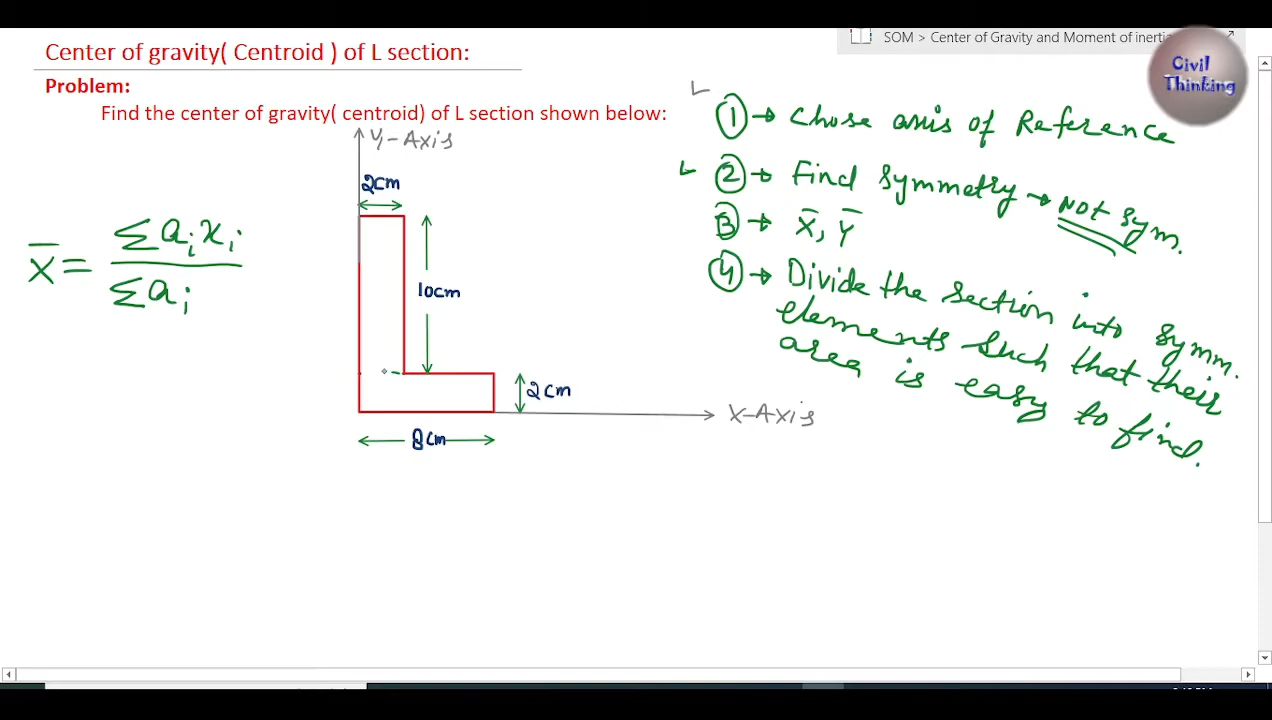 SOM > Center of Gravity and Moment of inerti
Civil
Thinking
Center of gravity( Centroid ) of L section:
Problem:
Find the center of gravity( centroid) of L section shown below:
① → Chose axis of Reference
② → Find Symmetry → Not Sym.
③ → X̄, Ȳ
④ → Divide the section into Symm.
elements such that their
area is easy to find.
X̄ = Σaᵢxᵢ / Σaᵢ
Y-Axis
2cm
10cm
2cm
X-Axis
8cm